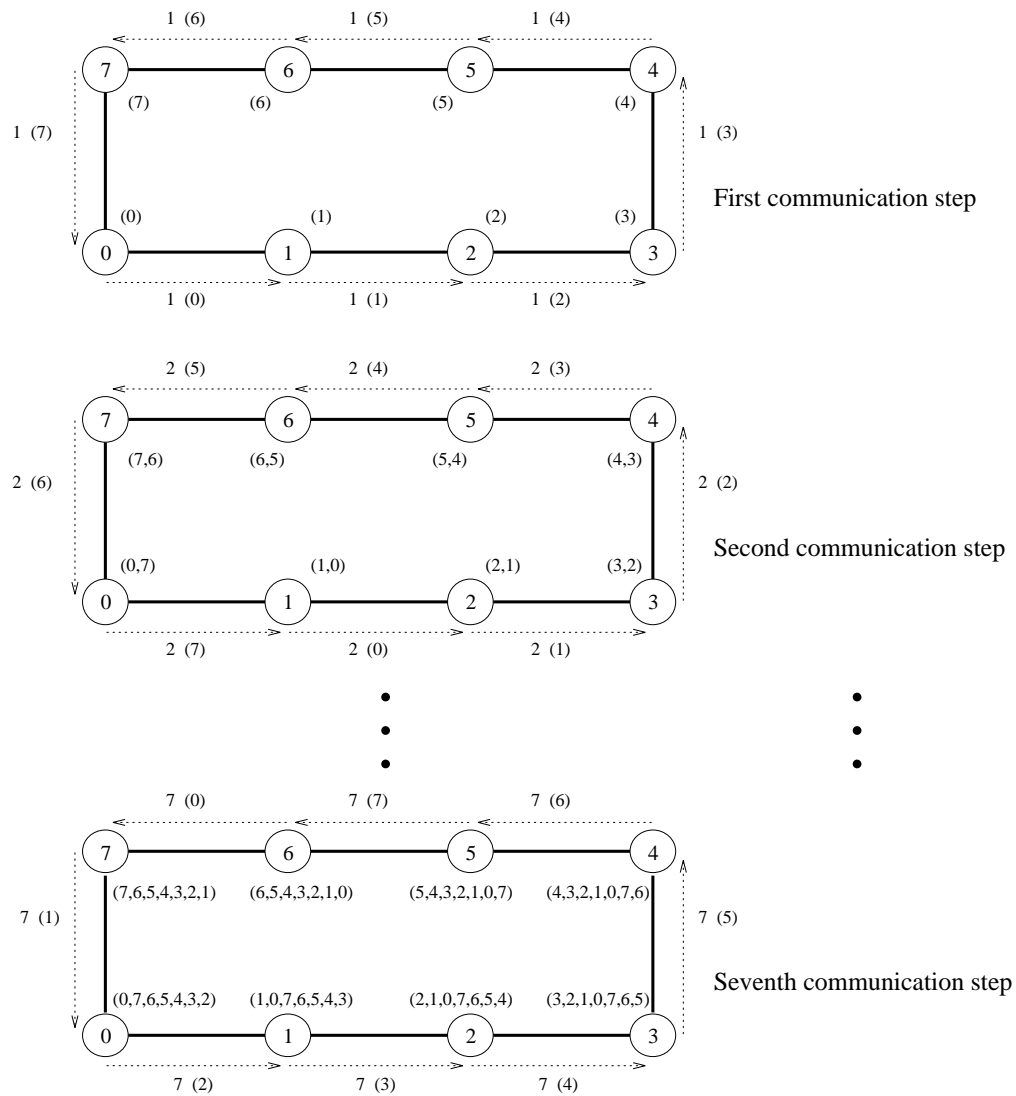 1 (6) 1 (5) 1 (4)
7 6 5 4
(7) (6) (5) (4)
1 (7) 1 (3)
First communication step
(0) (1) (2) (3)
0 1 2 3
1 (0) 1 (1) 1 (2)
2 (5) 2 (4) 2 (3)
7 6 5 4
(7,6) (6,5) (5,4) (4,3)
2 (6) 2 (2)
Second communication step
(0,7) (1,0) (2,1) (3,2)
0 1 2 3
2 (7) 2 (0) 2 (1)
7 (0) 7 (7) 7 (6)
7 6 5 4
(7,6,5,4,3,2,1) (6,5,4,3,2,1,0) (5,4,3,2,1,0,7) (4,3,2,1,0,7,6)
7 (1) 7 (5)
Seventh communication step
(0,7,6,5,4,3,2) (1,0,7,6,5,4,3) (2,1,0,7,6,5,4) (3,2,1,0,7,6,5)
0 1 2 3
7 (2) 7 (3) 7 (4)